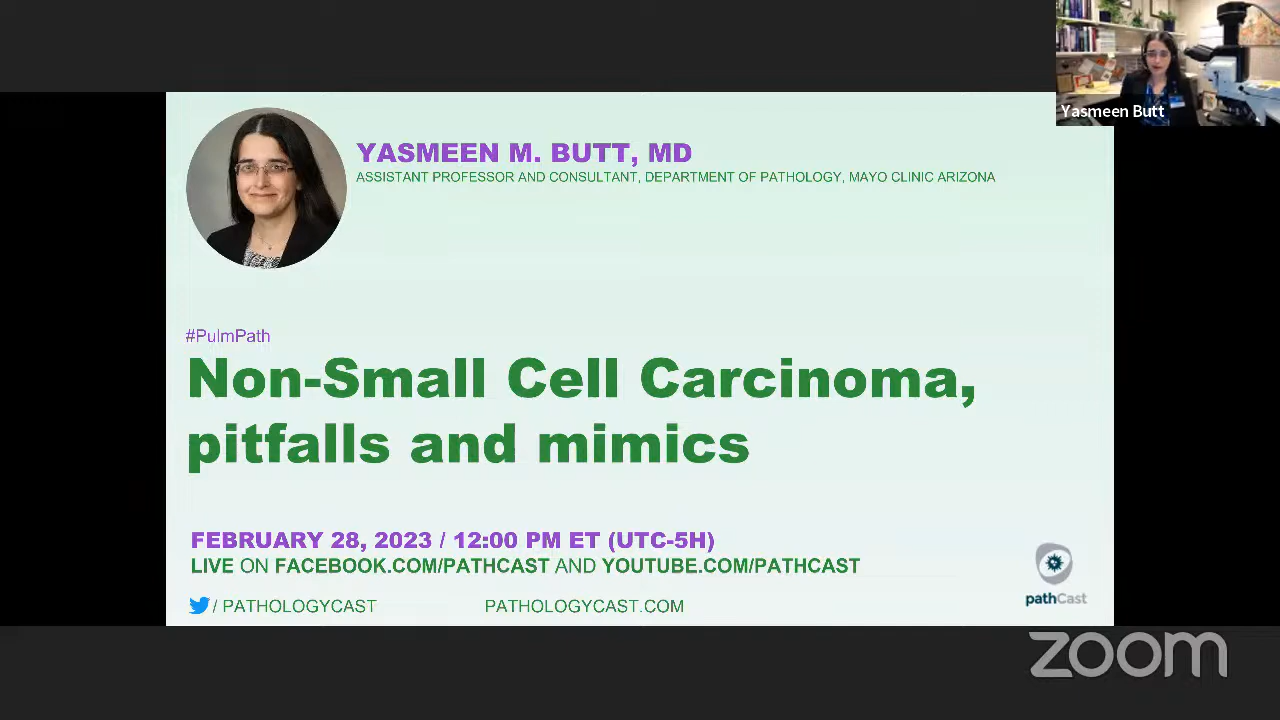 Yasmeen Butt
YASMEEN M. BUTT, MD
ASSISTANT PROFESSOR AND CONSULTANT, DEPARTMENT OF PATHOLOGY, MAYO CLINIC ARIZONA
#PulmPath
Non-Small Cell Carcinoma,
pitfalls and mimics
FEBRUARY 28, 2023 / 12:00 PM ET (UTC-5H)
LIVE ON FACEBOOK.COM/PATHCAST AND YOUTUBE.COM/PATHCAST
/ PATHOLOGYCAST
PATHOLOGYCAST.COM
pathCast
zoom